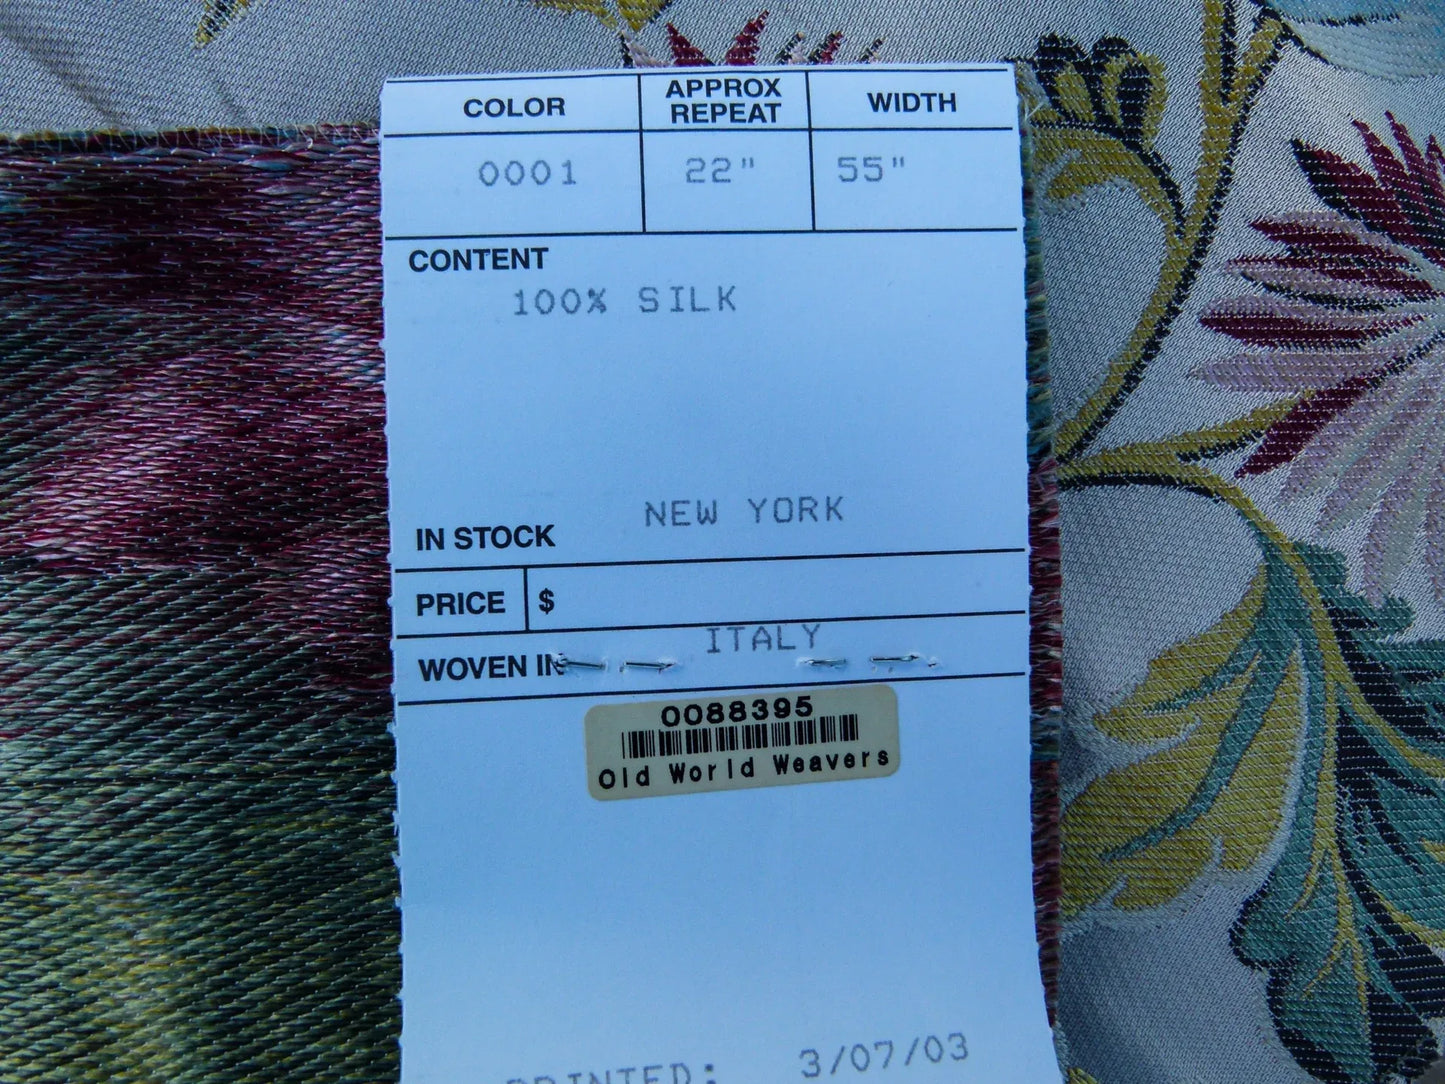 COLOR APPROX REPEAT WIDTH
0001 22" 55"
CONTENT
100% SILK
NEW YORK
IN STOCK
PRICE $
ITALY
WOVEN IN
0088395
Old World Weavers
PRINTED: 3/07/03